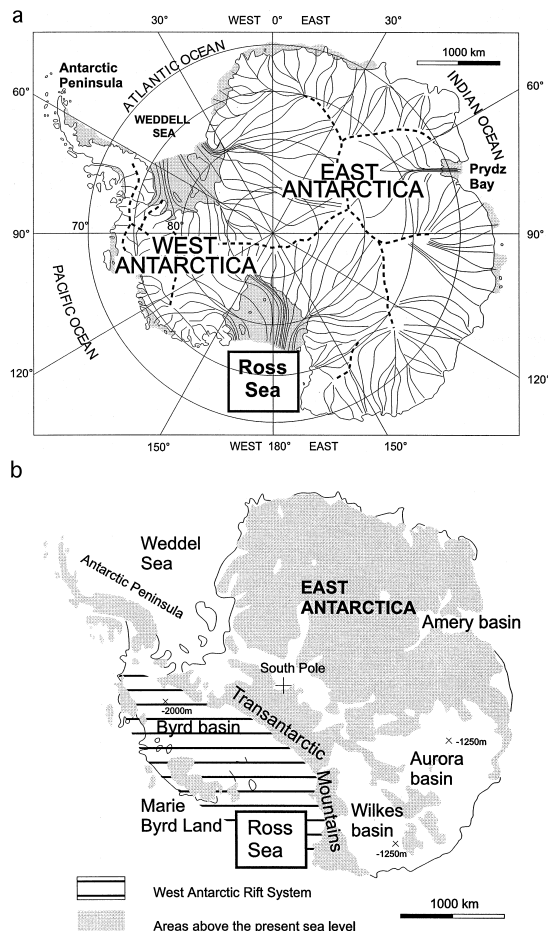 a
30° WEST 0° EAST 30°
1000 km
Antarctic
Peninsula
ATLANTIC OCEAN
INDIAN OCEAN
60°
60°
WEDDELL
SEA
EAST
ANTARCTICA
Prydz
Bay
70°
80°
90°
90°
WEST
ANTARCTICA
PACIFIC OCEAN
Ross
Sea
120°
120°
150° WEST 180° EAST 150°
b
Weddel
Sea
Antarctic Peninsula
EAST
ANTARCTICA
Amery basin
South Pole
-2000m
Byrd basin
Transantarctic
Mountains
-1250m
Aurora
basin
Marie
Byrd Land
Ross
Sea
Wilkes
basin
-1250m
West Antarctic Rift System
1000 km
Areas above the present sea level